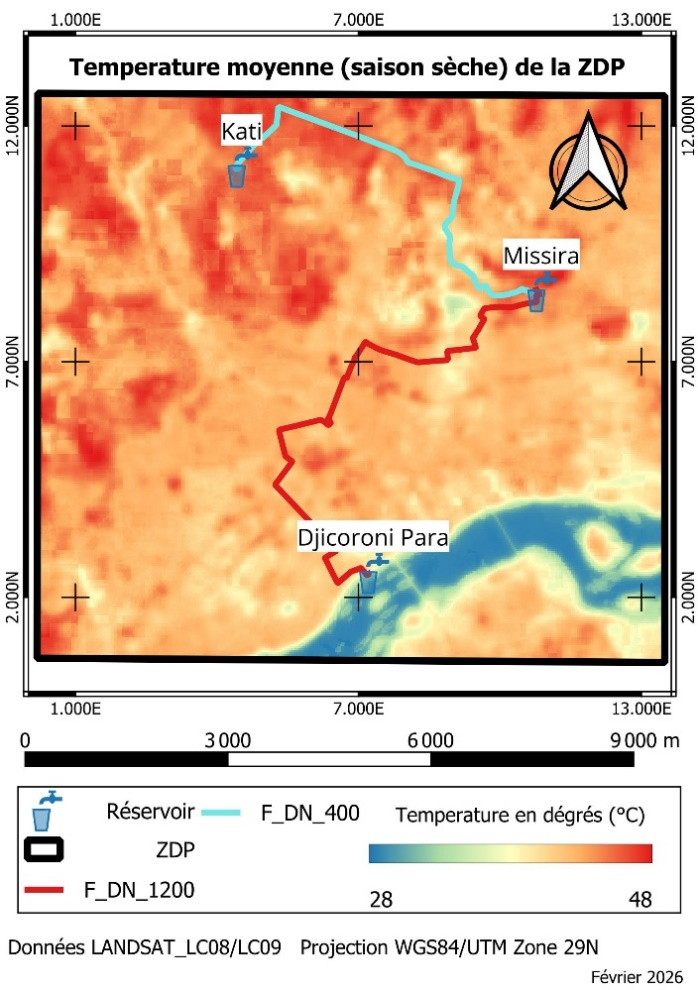 1.000E 7.000E 13.000E
Temperature moyenne (saison sèche) de la ZDP
12.000N 12.000N
Kati
Missira
7.000N 7.000N
Djicoroni Para
2.000N 2.000N
1.000E 7.000E 13.000E
0 3 000 6 000 9 000 m
Réservoir F_DN_400 Temperature en dégrés (°C)
ZDP
F_DN_1200 28 48
Données LANDSAT_LC08/LC09 Projection WGS84/UTM Zone 29N
Février 2026